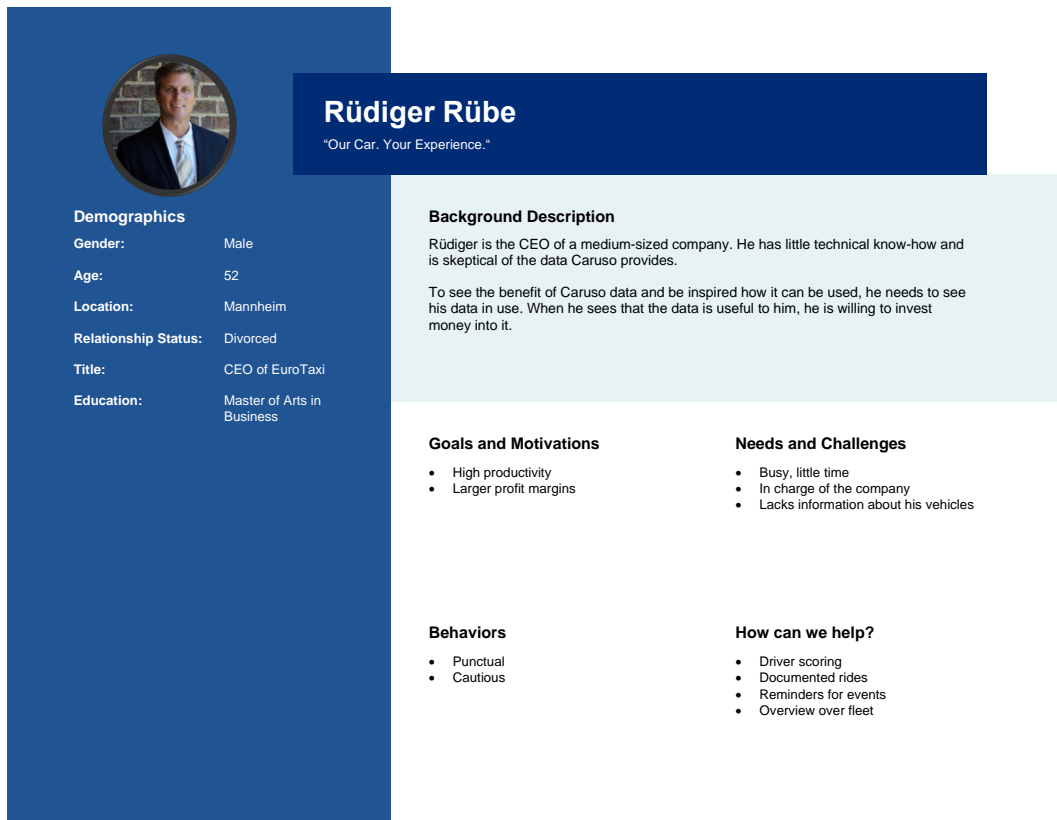 Rüdiger Rübe
“Our Car. Your Experience.“
Demographics
Gender: Male
Age: 52
Location: Mannheim
Relationship Status: Divorced
Title: CEO of EuroTaxi
Education: Master of Arts in
Business
Background Description
Rüdiger is the CEO of a medium-sized company. He has little technical know-how and
is skeptical of the data Caruso provides.
To see the benefit of Caruso data and be inspired how it can be used, he needs to see
his data in use. When he sees that the data is useful to him, he is willing to invest
money into it.
Goals and Motivations
• High productivity
• Larger profit margins
Needs and Challenges
• Busy, little time
• In charge of the company
• Lacks information about his vehicles
Behaviors
• Punctual
• Cautious
How can we help?
• Driver scoring
• Documented rides
• Reminders for events
• Overview over fleet